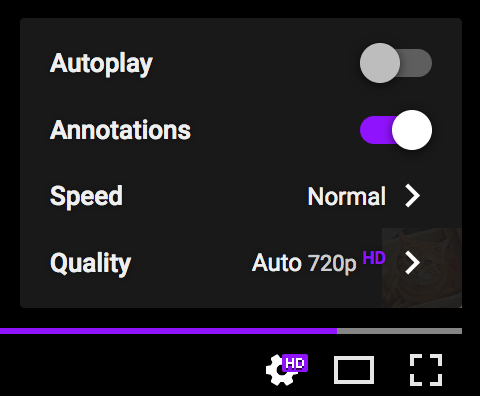 Autoplay
Annotations
Speed Normal
Quality Auto 720p HD
HD